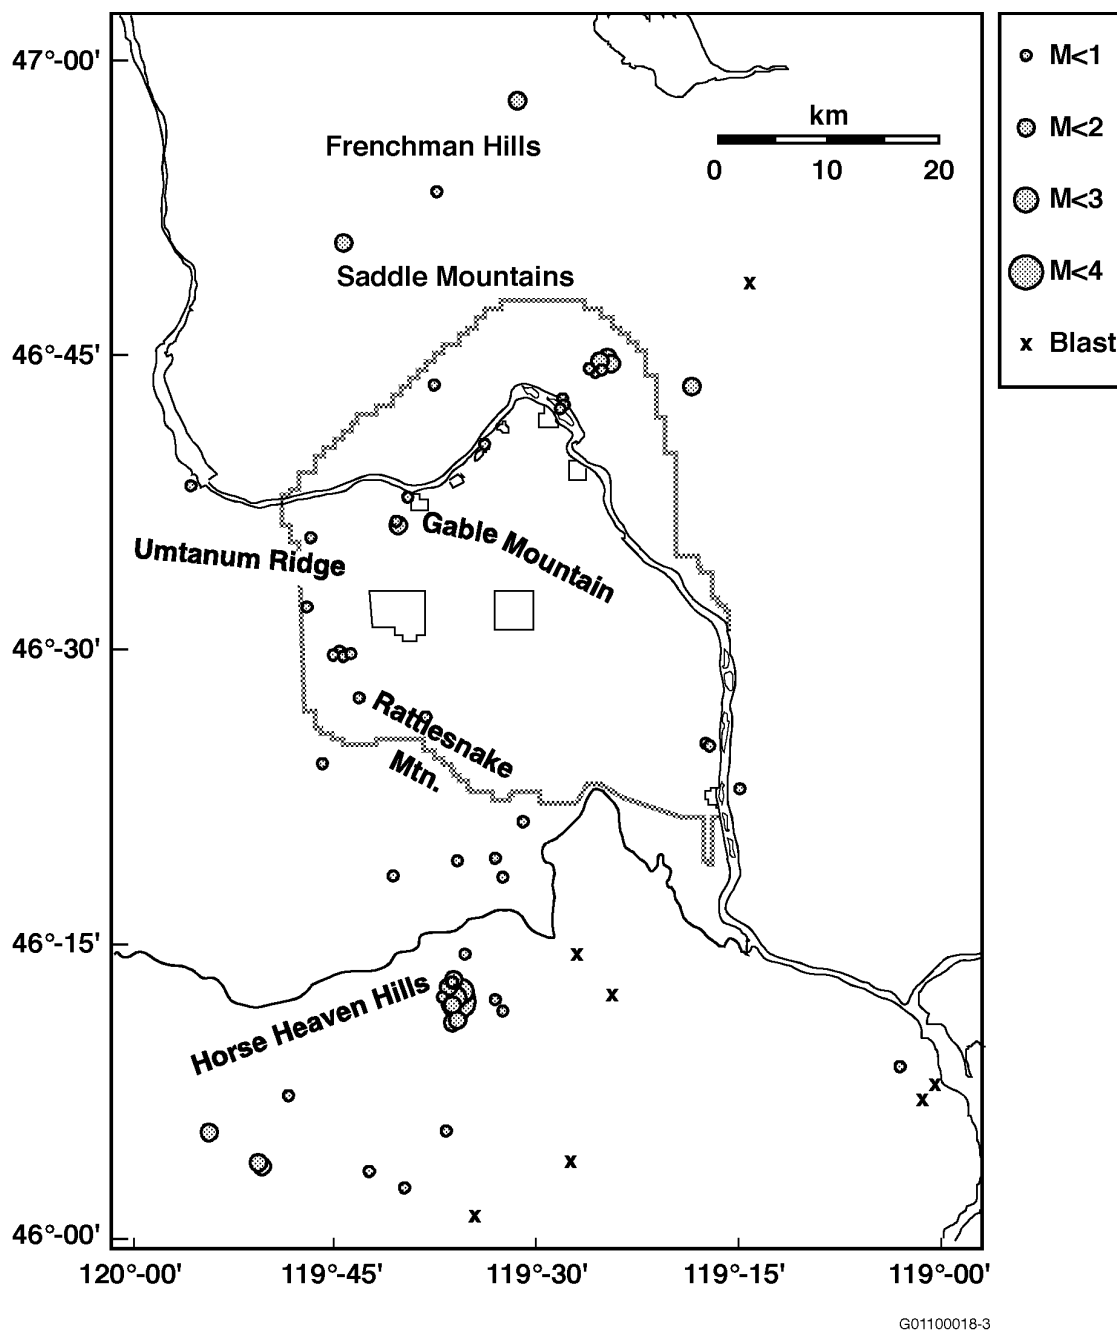 47°-00'
M<1
km
M<2
Frenchman Hills
0 10 20
M<3
Saddle Mountains
M<4
x
x Blast
46°-45'
Gable Mountain
Umtanum Ridge
46°-30'
Rattlesnake
Mtn.
46°-15'
x
x
Horse Heaven Hills
x
x
x
x
46°-00'
120°-00' 119°-45' 119°-30' 119°-15' 119°-00'
G01100018-3